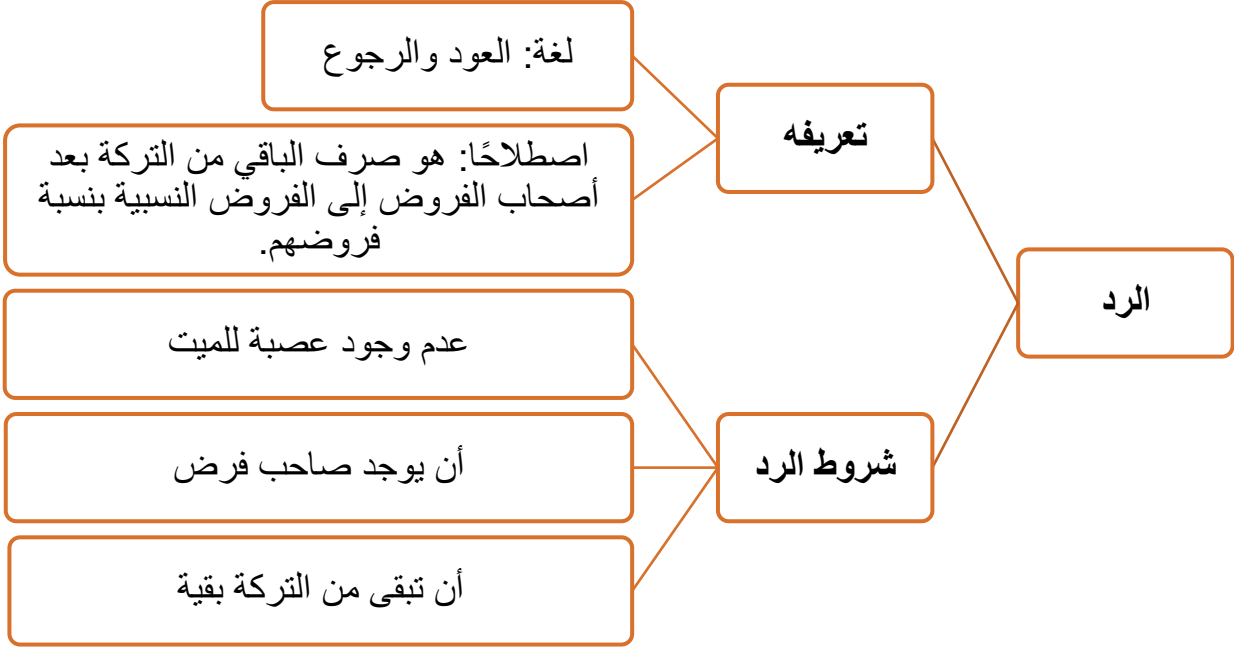 الرد
تعريفه
لغة: العود والرجوع
اصطلاحًا: هو صرف الباقي من التركة بعد
أصحاب الفروض إلى الفروض النسبية بنسبة
فروضهم.
شروط الرد
عدم وجود عصبة للميت
أن يوجد صاحب فرض
أن تبقى من التركة بقية